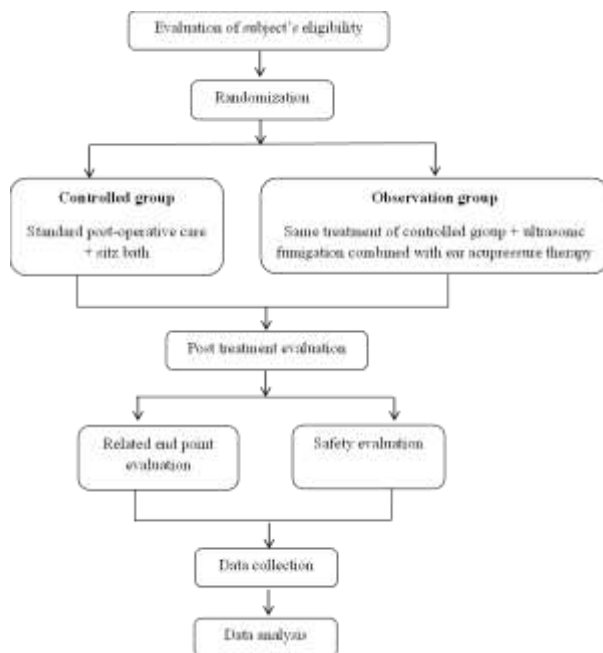 Evaluation of subject's eligibility
Randomization
Controlled group
Standard post-operative care
+ sitz bath
Observation group
Same treatment of controlled group + ultrasonic
fumigation combined with ear acupressure therapy
Post treatment evaluation
Related end point
evaluation
Safety evaluation
Data collection
Data analysis